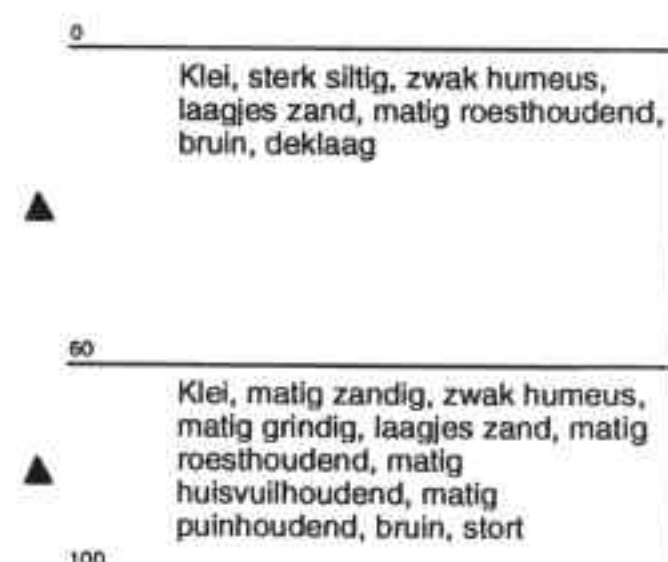 0
Klei, sterk siltig, zwak humeus,
laagjes zand, matig roesthoudend,
bruin, deklaag
60
Klei, matig zandig, zwak humeus,
matig grindig, laagjes zand, matig
roesthoudend, matig
huisvuilhoudend, matig
puinhoudend, bruin, stort
100